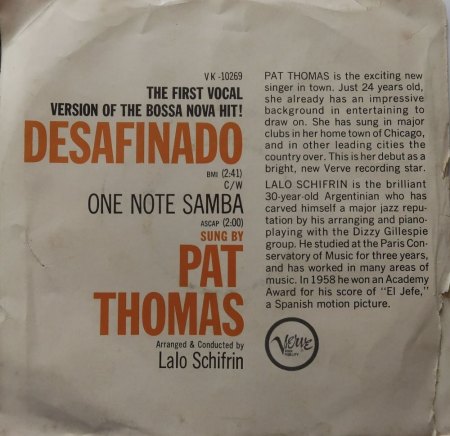 VK-10269
THE FIRST VOCAL
VERSION OF THE BOSSA NOVA HIT!
DESAFINADO
BMI (2:41)
C/W
ONE NOTE SAMBA
ASCAP (2:00)
SUNG BY
PAT
THOMAS
Arranged & Conducted by
Lalo Schifrin
PAT THOMAS is the exciting new
singer in town. Just 24 years old,
she already has an impressive
background in entertaining to
draw on. She has sung in major
clubs in her home town of Chicago,
and in other leading cities the
country over. This is her debut as a
bright, new Verve recording star.
LALO SCHIFRIN is the brilliant
30-year-old Argentinian who has
carved himself a major jazz repu-
tation by his arranging and piano-
playing with the Dizzy Gillespie
group. He studied at the Paris Con-
servatory of Music for three years,
and has worked in many areas of
music. In 1958 he won an Academy
Award for his score of "El Jefe,"
a Spanish motion picture.
Verve
HIGH
FIDELITY